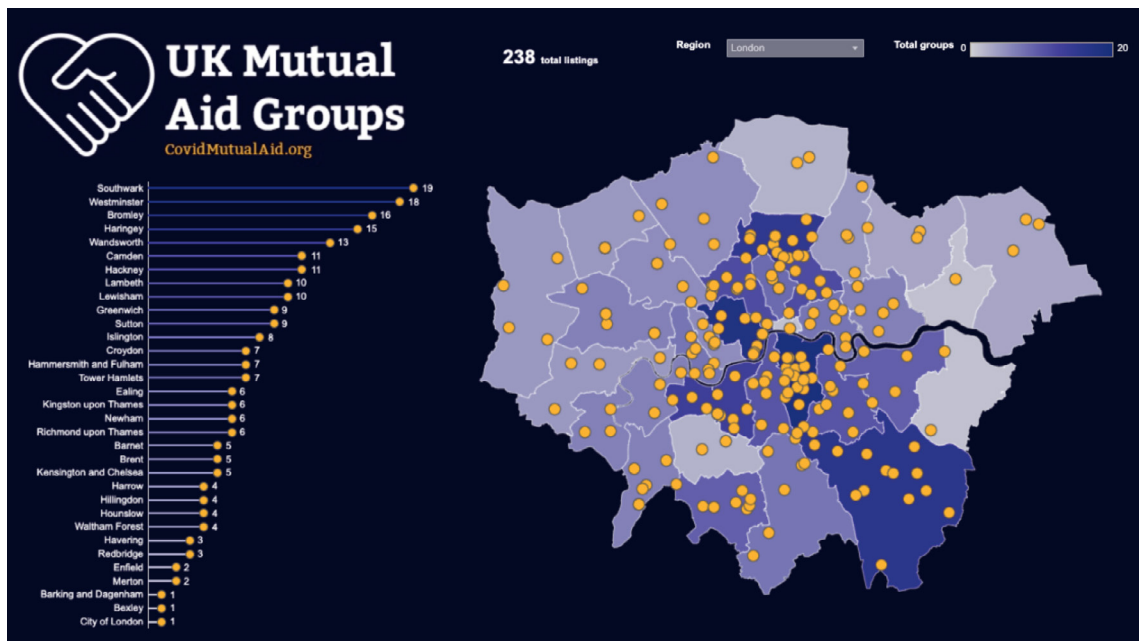 UK Mutual
Aid Groups
CovidMutualAid.org
238 total listings
Region London
Total groups 0 20
Southwark 19
Westminster 18
Bromley 16
Haringey 15
Wandsworth 13
Camden 11
Hackney 11
Lambeth 10
Lewisham 10
Greenwich 9
Sutton 9
Islington 8
Croydon 7
Hammersmith and Fulham 7
Tower Hamlets 7
Ealing 6
Kingston upon Thames 6
Newham 6
Richmond upon Thames 6
Barnet 5
Brent 5
Kensington and Chelsea 5
Harrow 4
Hillingdon 4
Hounslow 4
Waltham Forest 4
Havering 3
Redbridge 3
Enfield 2
Merton 2
Barking and Dagenham 1
Bexley 1
City of London 1